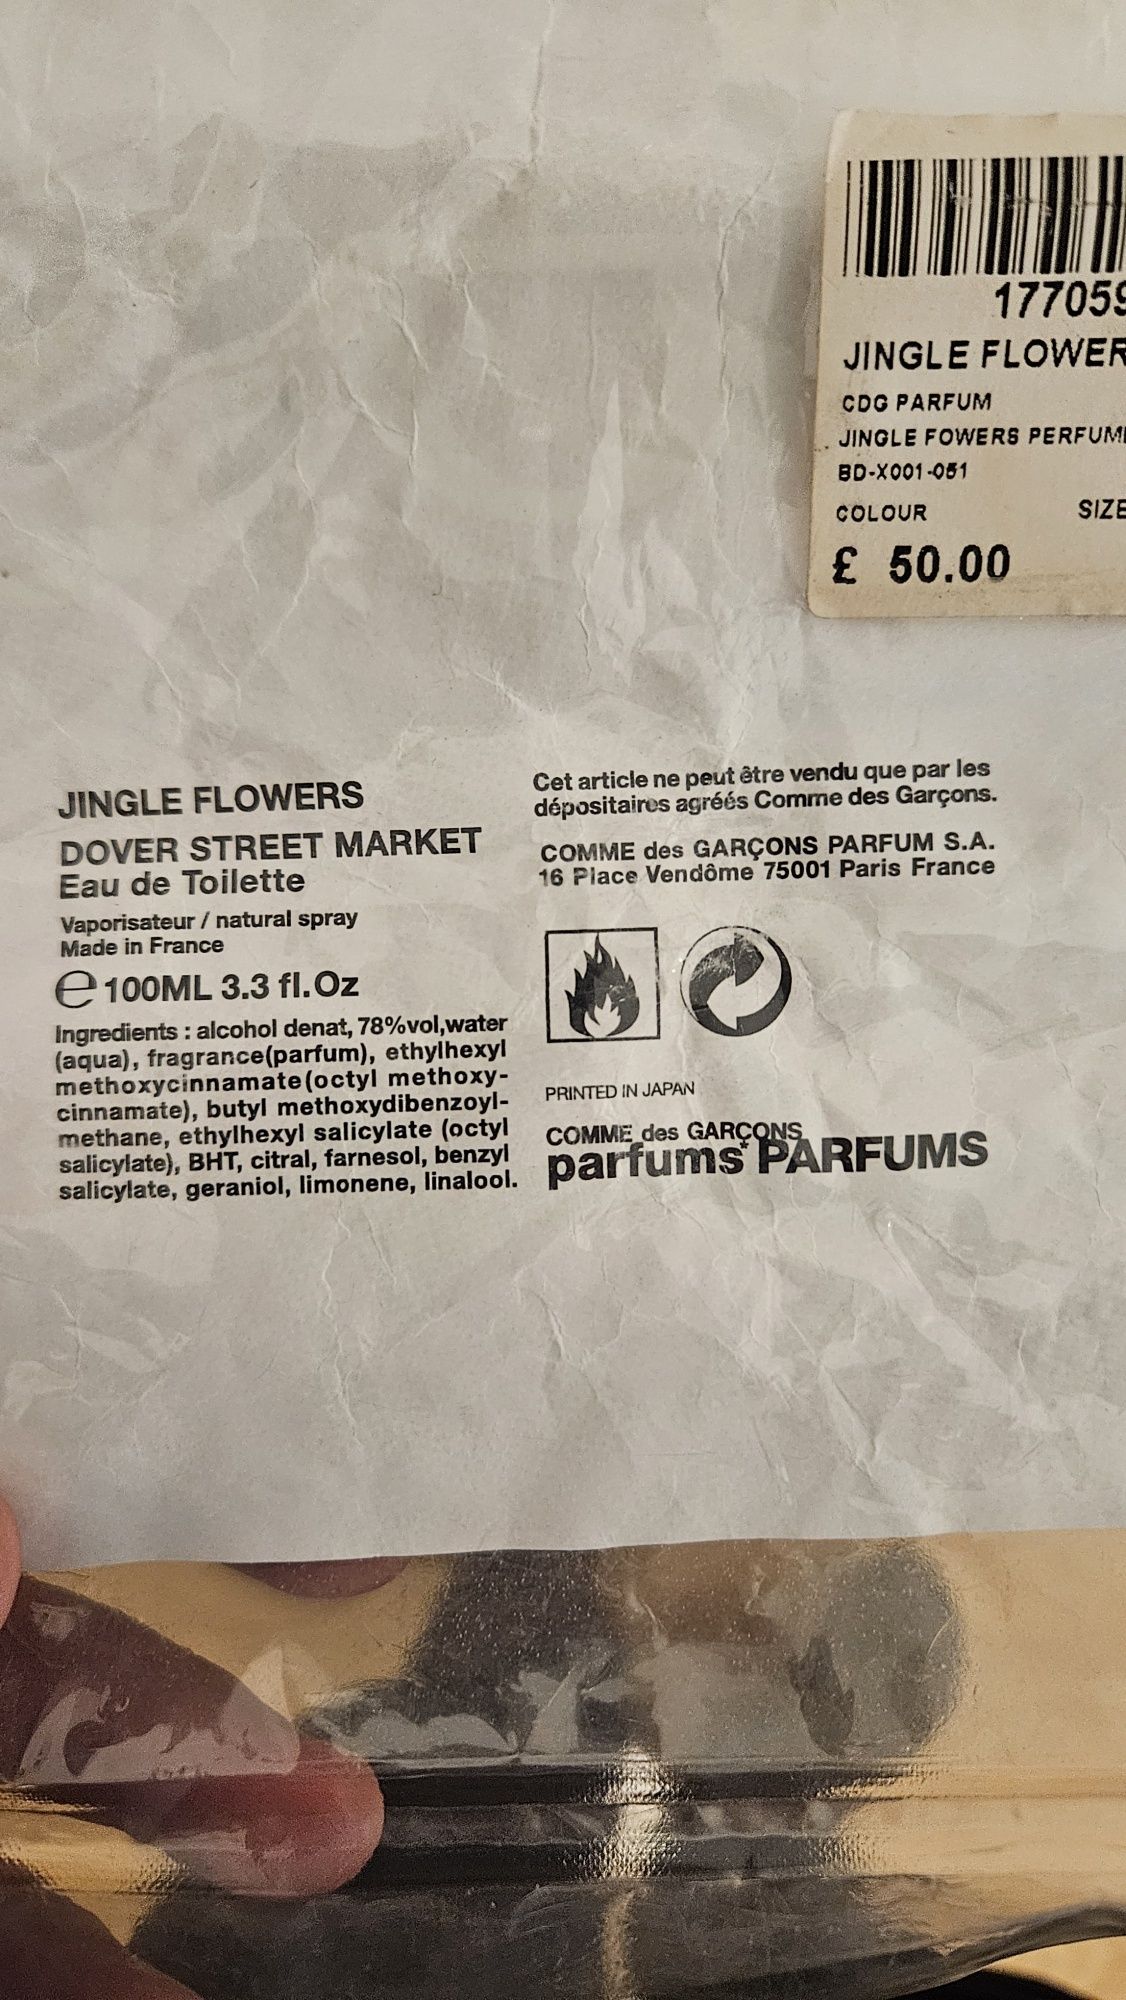 177059
JINGLE FLOWER
CDG PARFUM
JINGLE FOWERS PERFUM
BD-X001-051
COLOUR SIZE
£ 50.00
JINGLE FLOWERS
DOVER STREET MARKET
Eau de Toilette
Vaporisateur / natural spray
Made in France
℮ 100ML 3.3 fl.Oz
Ingredients : alcohol denat, 78%vol,water
(aqua), fragrance(parfum), ethylhexyl
methoxycinnamate(octyl methoxy-
cinnamate), butyl methoxydibenzoyl-
methane, ethylhexyl salicylate (octyl
salicylate), BHT, citral, farnesol, benzyl
salicylate, geraniol, limonene, linalool.
Cet article ne peut être vendu que par les
dépositaires agréés Comme des Garçons.
COMME des GARÇONS PARFUM S.A.
16 Place Vendôme 75001 Paris France
PRINTED IN JAPAN
COMME des GARÇONS
parfums* PARFUMS